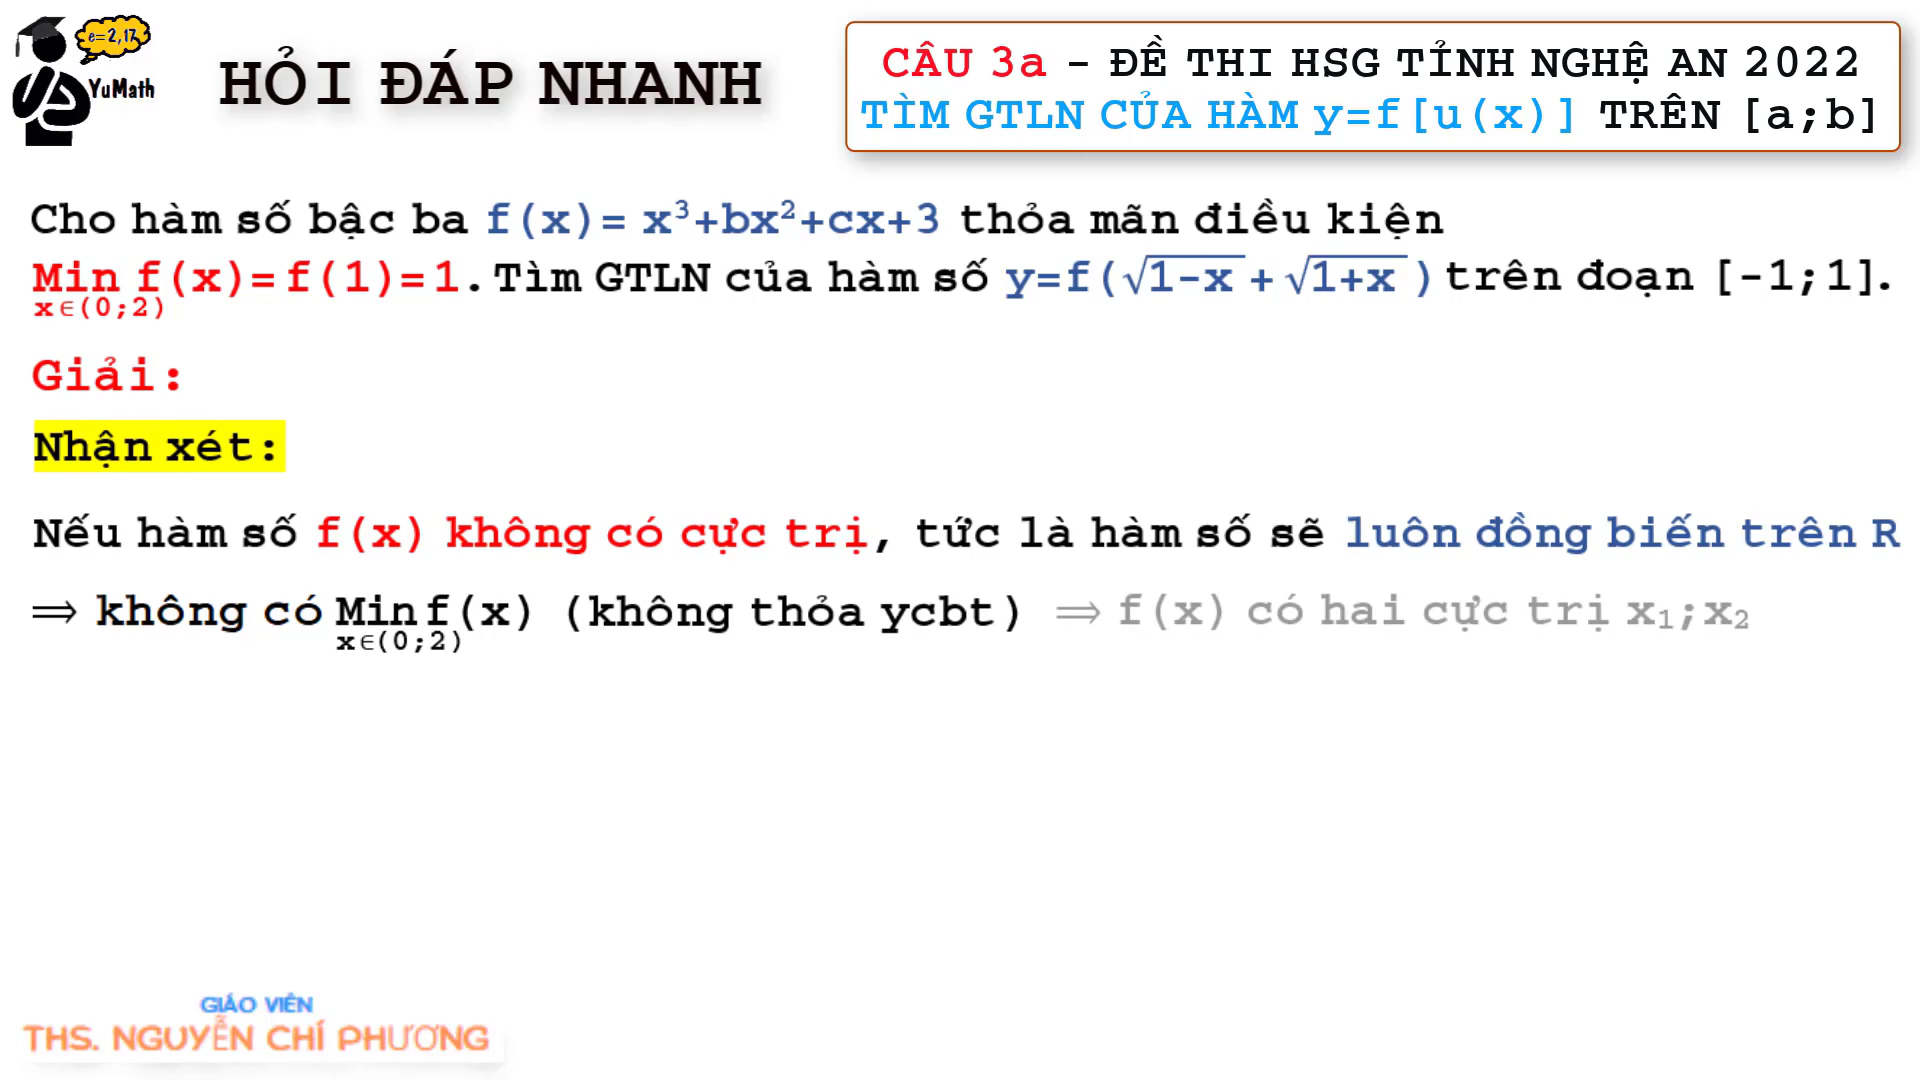 e=2,17
YuMath
HỎI ĐÁP NHANH
CÂU 3a - ĐỀ THI HSG TỈNH NGHỆ AN 2022
TÌM GTLN CỦA HÀM y=f[u(x)] TRÊN [a;b]
Cho hàm số bậc ba f(x)= x³+bx²+cx+3 thỏa mãn điều kiện
Min f(x)=f(1)=1.Tìm GTLN của hàm số y=f(√1-x+√1+x) trên đoạn [-1;1].
x∈(0;2)
Giải:
Nhận xét:
Nếu hàm số f(x) không có cực trị, tức là hàm số sẽ luôn đồng biến trên R
⟹ không có Min f(x) (không thỏa ycbt) ⟹ f(x) có hai cực trị x₁;x₂
x∈(0;2)
GIÁO VIÊN
THS. NGUYỄN CHÍ PHƯƠNG